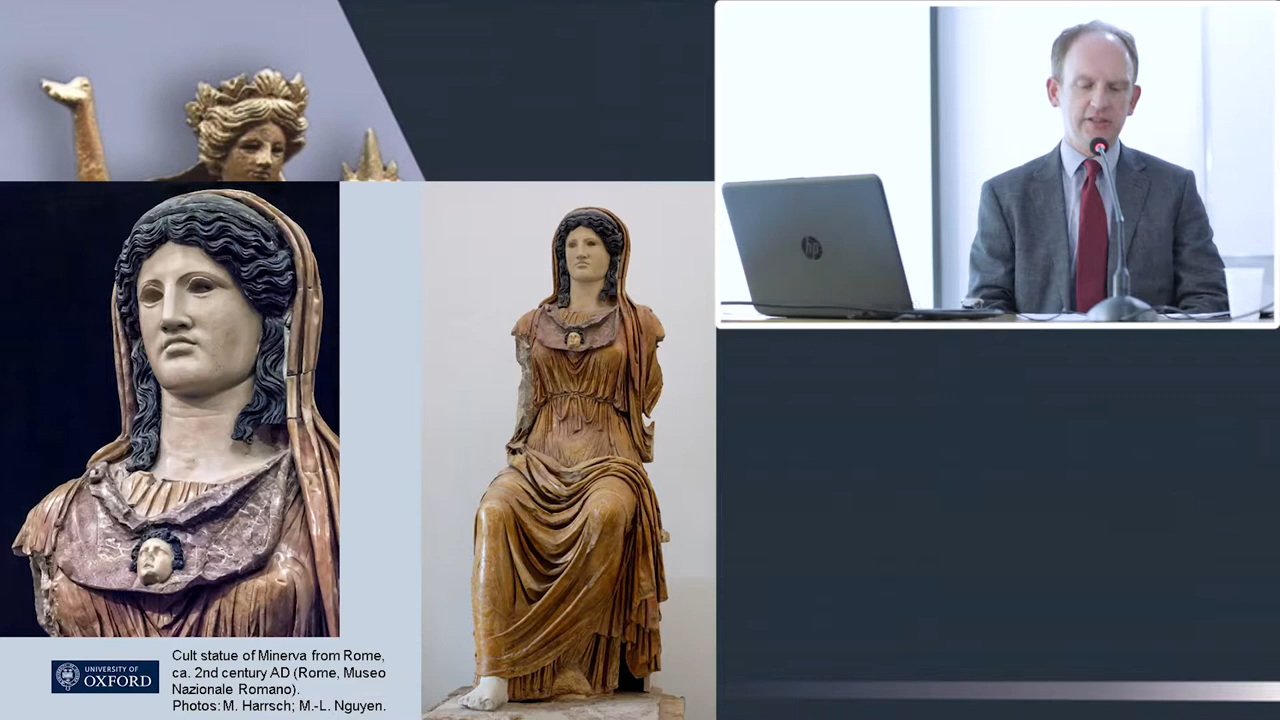 UNIVERSITY OF
OXFORD
Cult statue of Minerva from Rome,
ca. 2nd century AD (Rome, Museo
Nazionale Romano).
Photos: M. Harrsch; M.-L. Nguyen.
hp